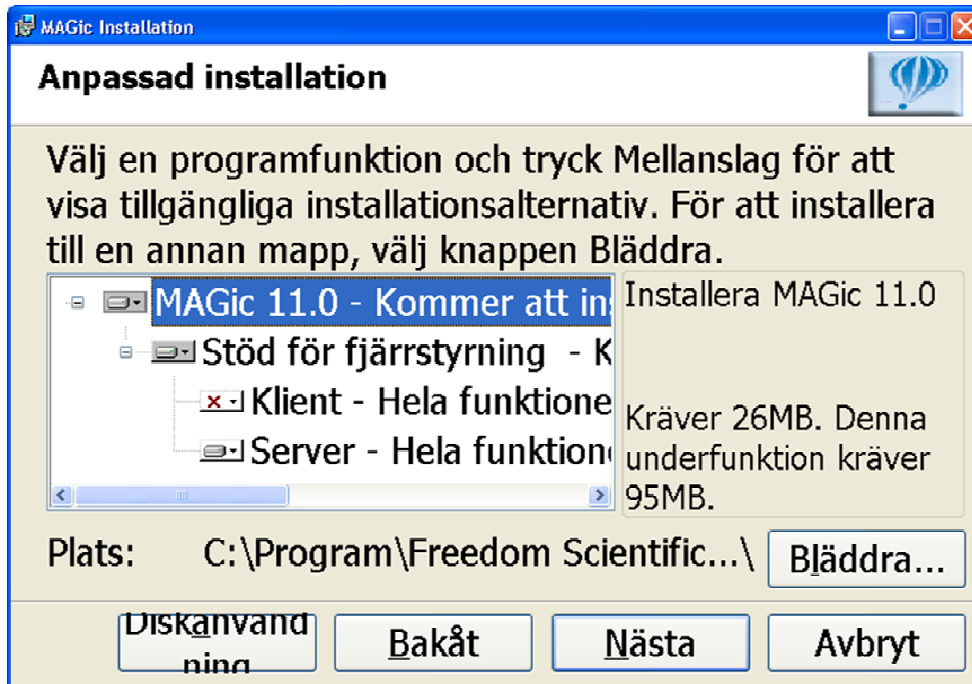 MAGic Installation
Anpassad installation
Välj en programfunktion och tryck Mellanslag för att
visa tillgängliga installationsalternativ. För att installera
till en annan mapp, välj knappen Bläddra.
MAGic 11.0 - Kommer att in
Stöd för fjärrstyrning - K
Klient - Hela funktione
Server - Hela funktion
Installera MAGic 11.0
Kräver 26MB. Denna
underfunktion kräver
95MB.
Plats: C:\Program\Freedom Scientific...\
Bläddra...
Diskanvänd
ning
Bakåt
Nästa
Avbryt